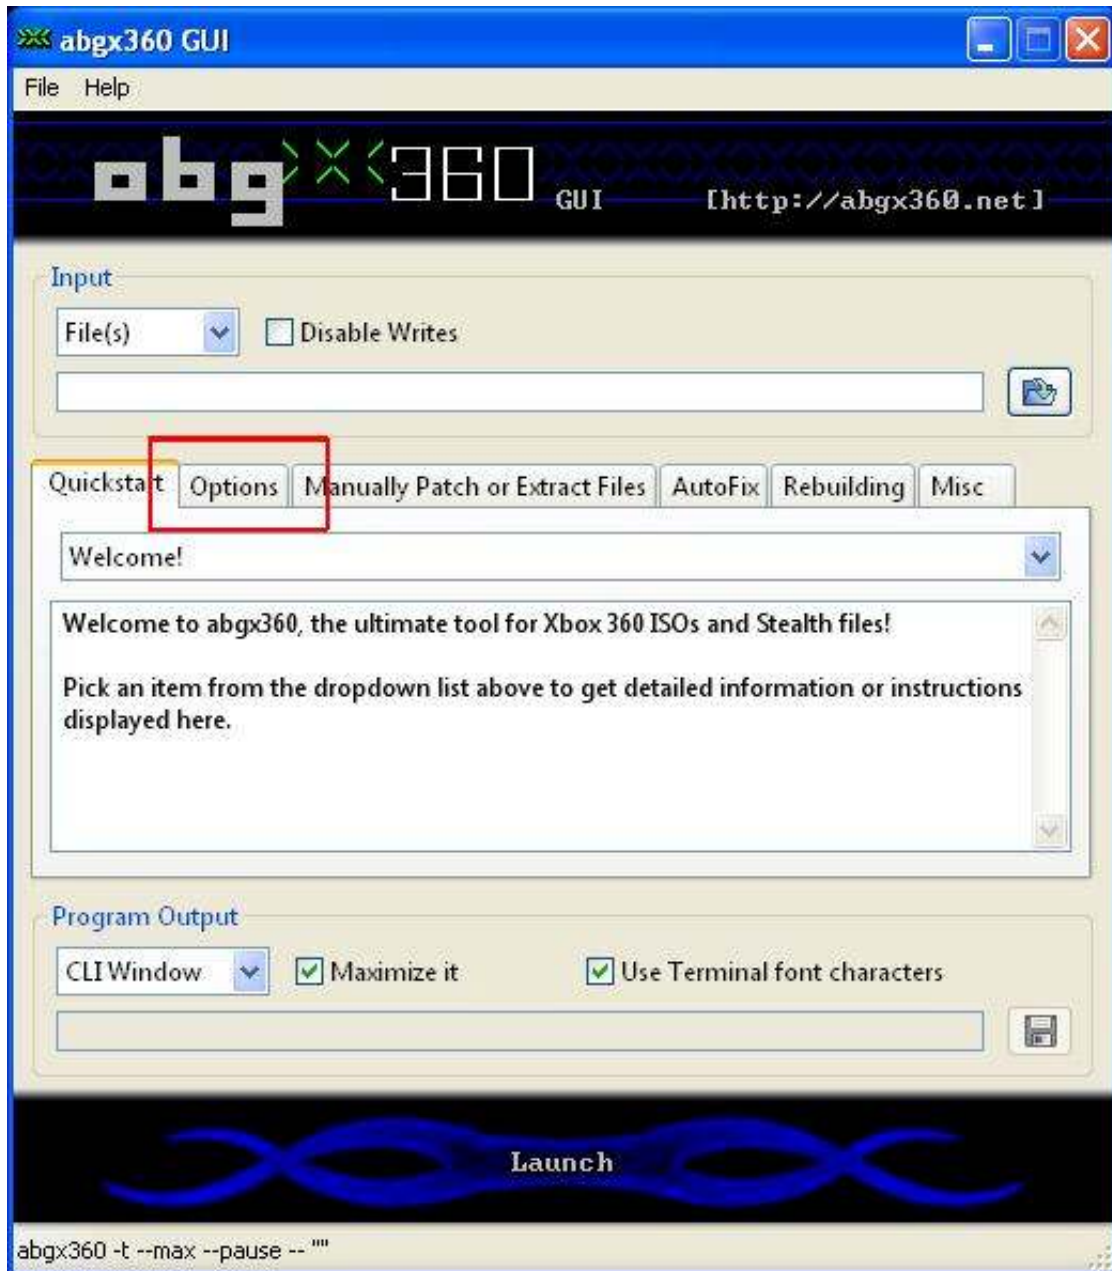 abgx360 GUI
File Help
abgx360 GUI [http://abgx360.net]
Input
File(s) Disable Writes
Quickstart Options Manually Patch or Extract Files AutoFix Rebuilding Misc
Welcome!
Welcome to abgx360, the ultimate tool for Xbox 360 ISOs and Stealth files!
Pick an item from the dropdown list above to get detailed information or instructions
displayed here.
Program Output
CLI Window Maximize it Use Terminal font characters
Launch
abgx360 -t --max --pause -- ""